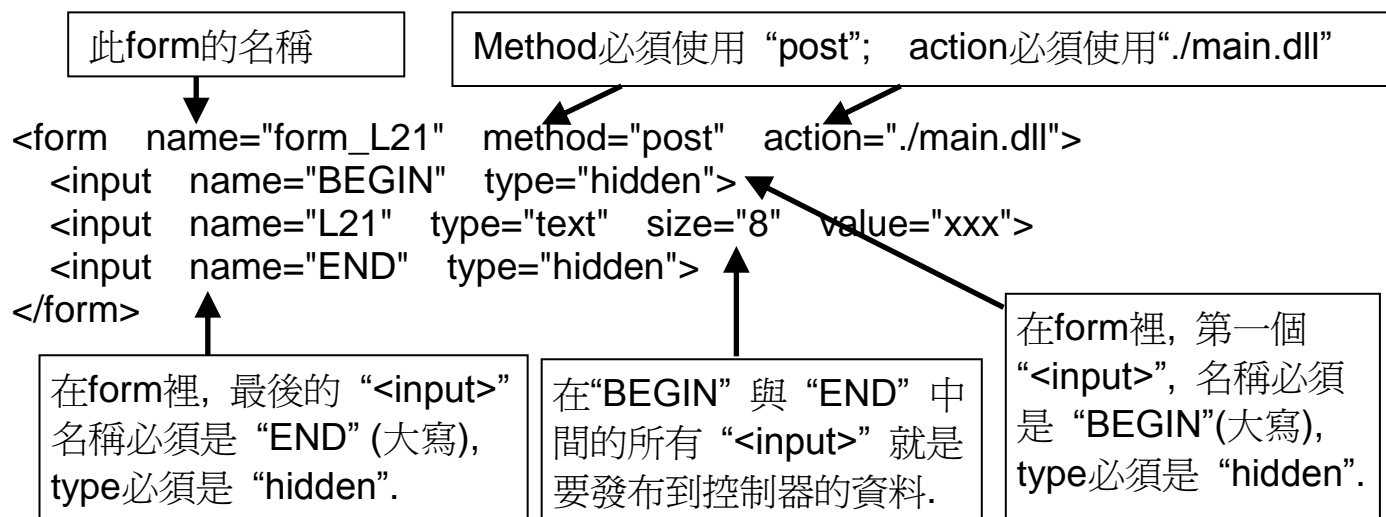 此form的名稱
Method必須使用 “post”; action必須使用“./main.dll”
<form name="form_L21" method="post" action="./main.dll">
<input name="BEGIN" type="hidden">
<input name="L21" type="text" size="8" value="xxx">
<input name="END" type="hidden">
</form>
在form裡, 最後的 “<input>”
名稱必須是 “END” (大寫),
type必須是 “hidden”.
在“BEGIN” 與 “END” 中
間的所有 “<input>” 就是
要發布到控制器的資料.
在form裡, 第一個
“<input>”, 名稱必須
是 “BEGIN”(大寫),
type必須是 “hidden”.